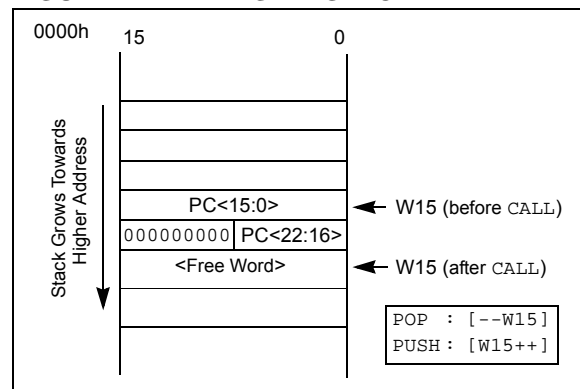 0000h
15 0
Stack Grows Towards
Higher Address
PC<15:0>
W15 (before CALL)
000000000 PC<22:16>
<Free Word>
W15 (after CALL)
POP : [--W15]
PUSH : [W15++]